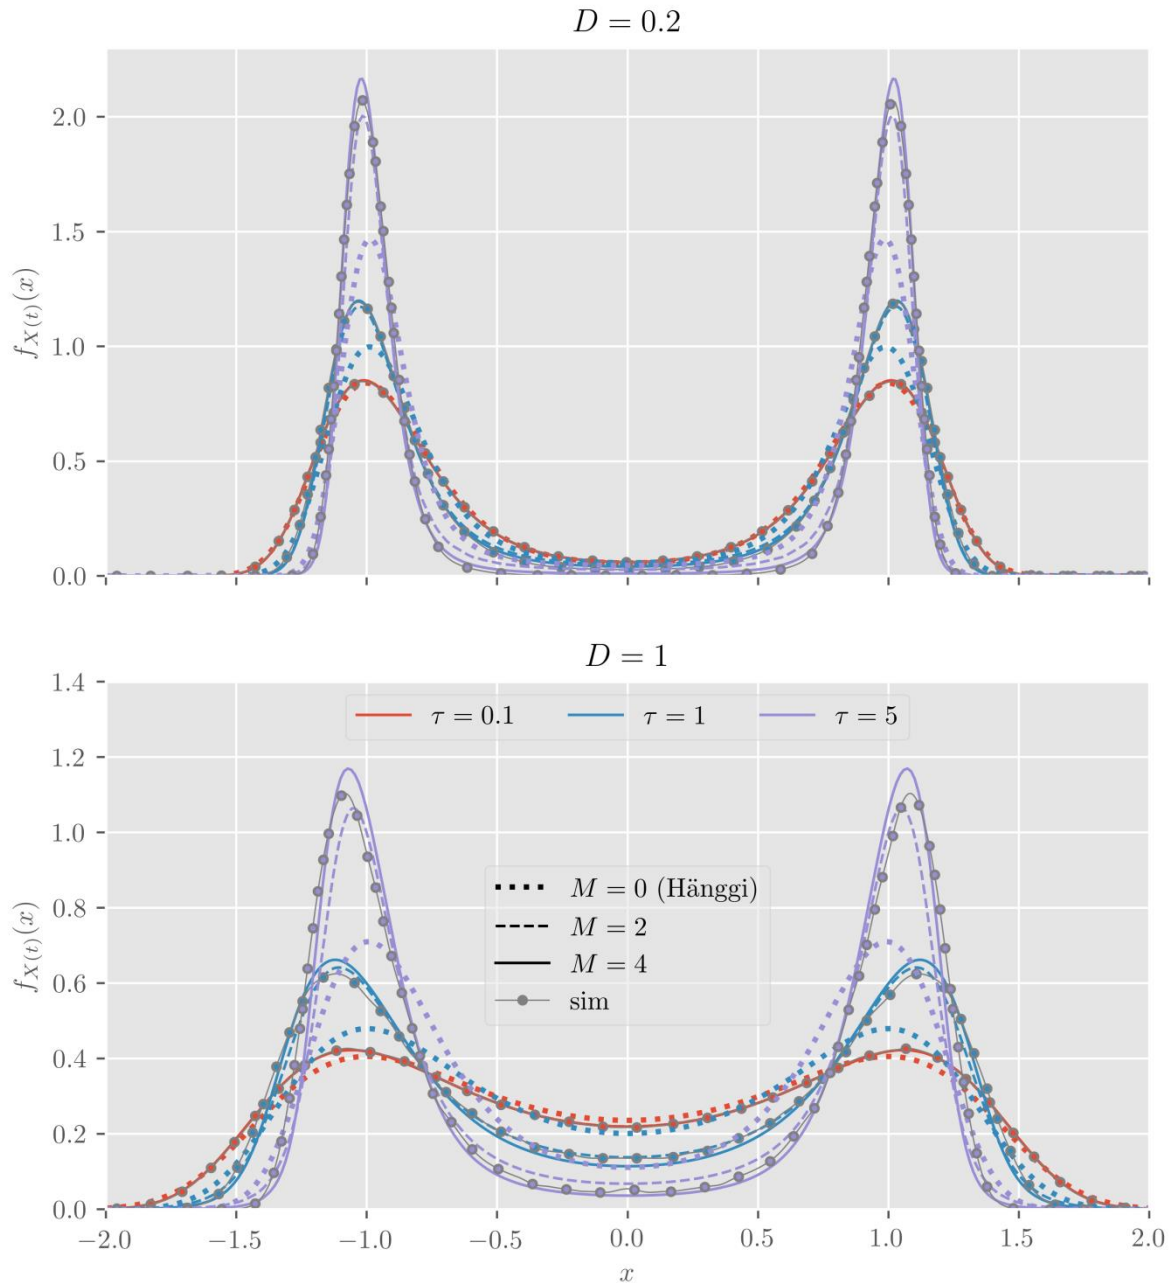 D = 0.2
2.0
1.5
1.0
0.5
0.0
f_{X(t)}(x)
D = 1
1.4
1.2
1.0
0.8
0.6
0.4
0.2
0.0
f_{X(t)}(x)
τ = 0.1 τ = 1 τ = 5
M = 0 (Hänggi)
M = 2
M = 4
sim
−2.0 −1.5 −1.0 −0.5 0.0 0.5 1.0 1.5 2.0
x